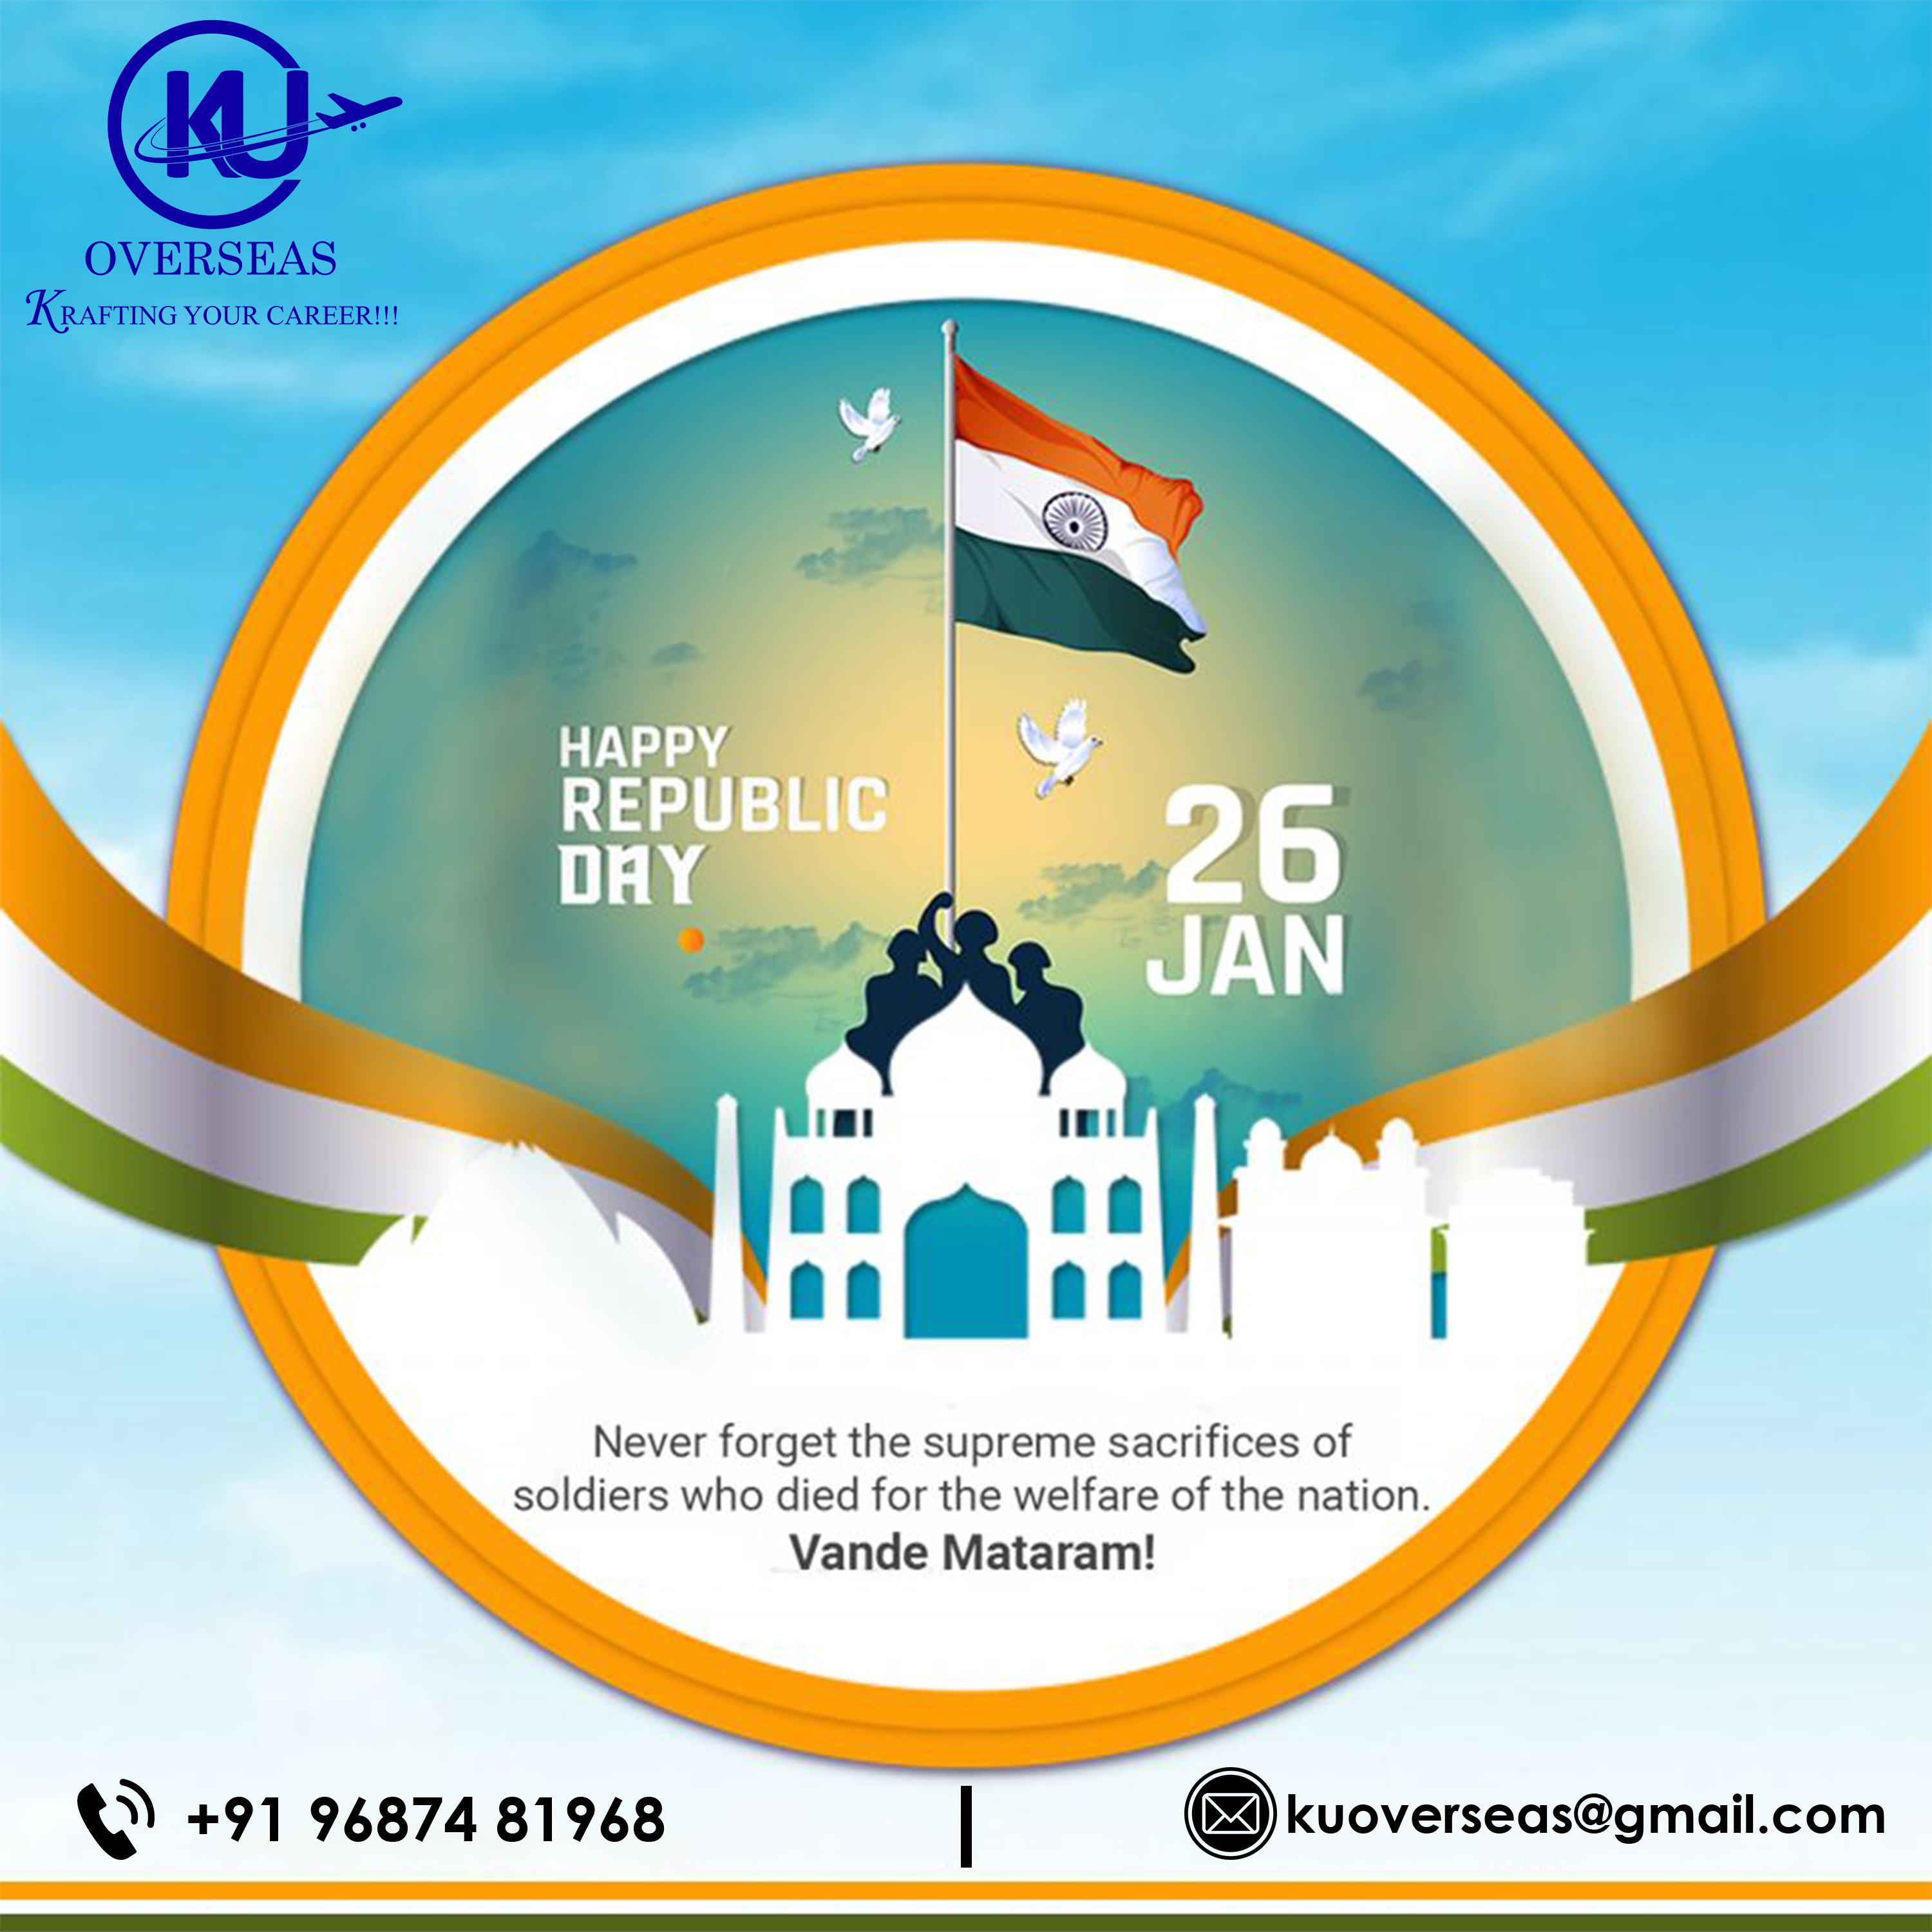 KU
OVERSEAS
KRAFTING YOUR CAREER!!!
HAPPY
REPUBLIC
DAY
26
JAN
Never forget the supreme sacrifices of
soldiers who died for the welfare of the nation.
Vande Mataram!
+91 96874 81968 | kuoverseas@gmail.com